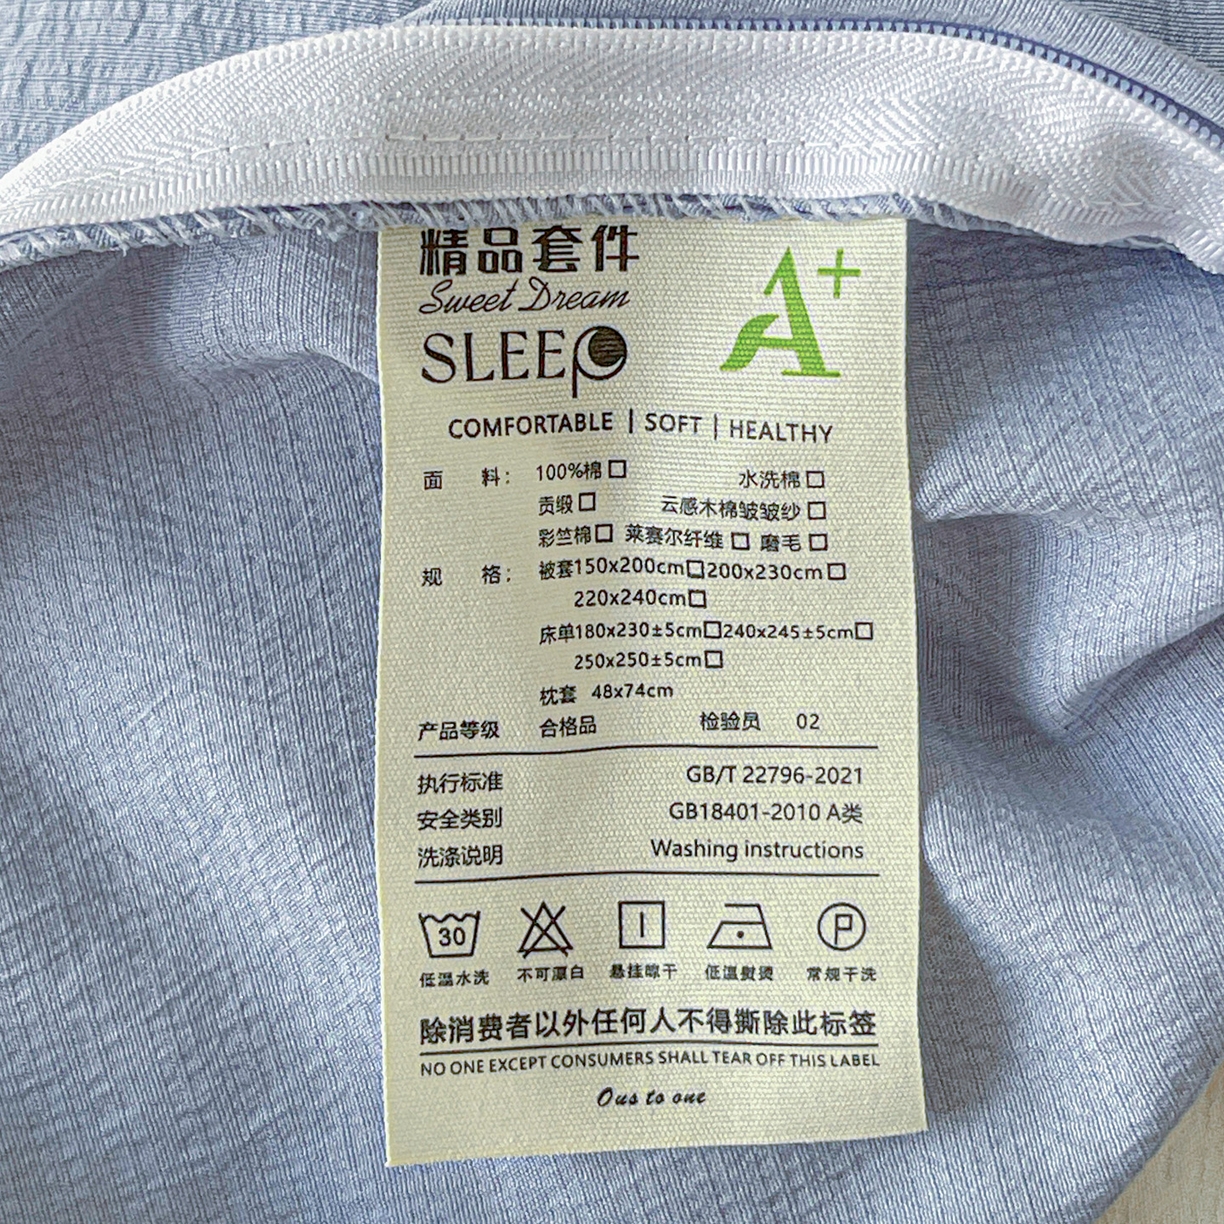 精品套件
Sweet Dream
SLEEP
A+
COMFORTABLE | SOFT | HEALTHY
面 料: 100%棉□ 水洗棉□
贡缎□ 云感木棉皱皱纱□
彩竺棉□ 莱赛尔纤维□ 磨毛□
规 格: 被套150x200cm□200x230cm□
220x240cm□
床单180x230±5cm□240x245±5cm□
250x250±5cm□
枕套 48x74cm
产品等级 合格品 检验员 02
执行标准 GB/T 22796-2021
安全类别 GB18401-2010 A类
洗涤说明 Washing instructions
30 P
低温水洗 不可漂白 悬挂晾干 低温熨烫 常规干洗
除消费者以外任何人不得撕除此标签
NO ONE EXCEPT CONSUMERS SHALL TEAR OFF THIS LABEL
Ous to one